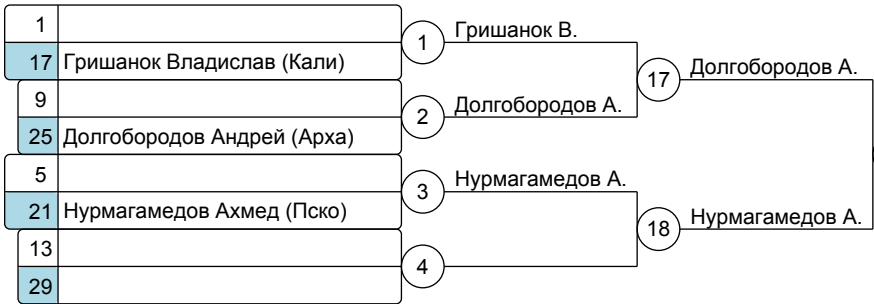 1
17 Гришанок Владислав (Кали)
9
25 Долгобородов Андрей (Арха)
5
21 Нурмагамедов Ахмед (Пско)
13
29
1 Гришанок В.
2 Долгобородов А.
3 Нурмагамедов А.
4
17 Долгобородов А.
18 Нурмагамедов А.